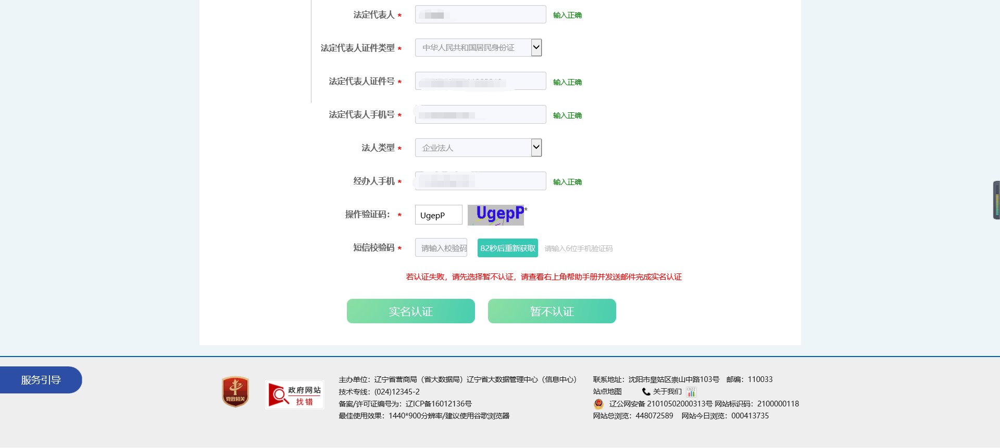 法定代表人 * 输入正确
法定代表人证件类型 * 中华人民共和国居民身份证
法定代表人证件号 * 输入正确
法定代表人手机号 * 输入正确
法人类型 * 企业法人
经办人手机 * 输入正确
操作验证码： * UgepP UgepP *
短信校验码 * 请输入校验码 82秒后重新获取 请输入6位手机验证码
若认证失败，请先选择暂不认证，请查看右上角帮助手册并发送邮件完成实名认证
实名认证 暂不认证
服务引导
党政机关
政府网站
找错
主办单位：辽宁省营商局（省大数据局）辽宁省大数据管理中心（信息中心）
技术专线：(024)12345-2
备案/许可证编号为：辽ICP备16012136号
最佳使用效果：1440*900分辨率/建议使用谷歌浏览器
联系地址：沈阳市皇姑区崇山中路103号 邮编：110033
站点地图 关于我们 CNZZ
辽公网安备 21010502000313号 网站标识码：2100000118
网站总浏览：448072589 网站今日浏览：000413735